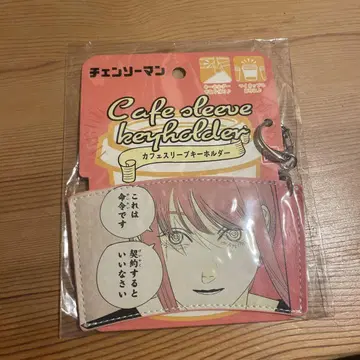 チェンソーマン
Cafe sleeve
keyholder
カフェスリーブキーホルダー
これは
命令です
契約すると
いいなさい